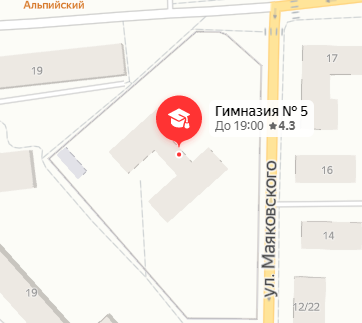 Альпийский
19
17
Гимназия № 5
До 19:00 ★4.3
16
ул. Маяковского
14
19
12/22